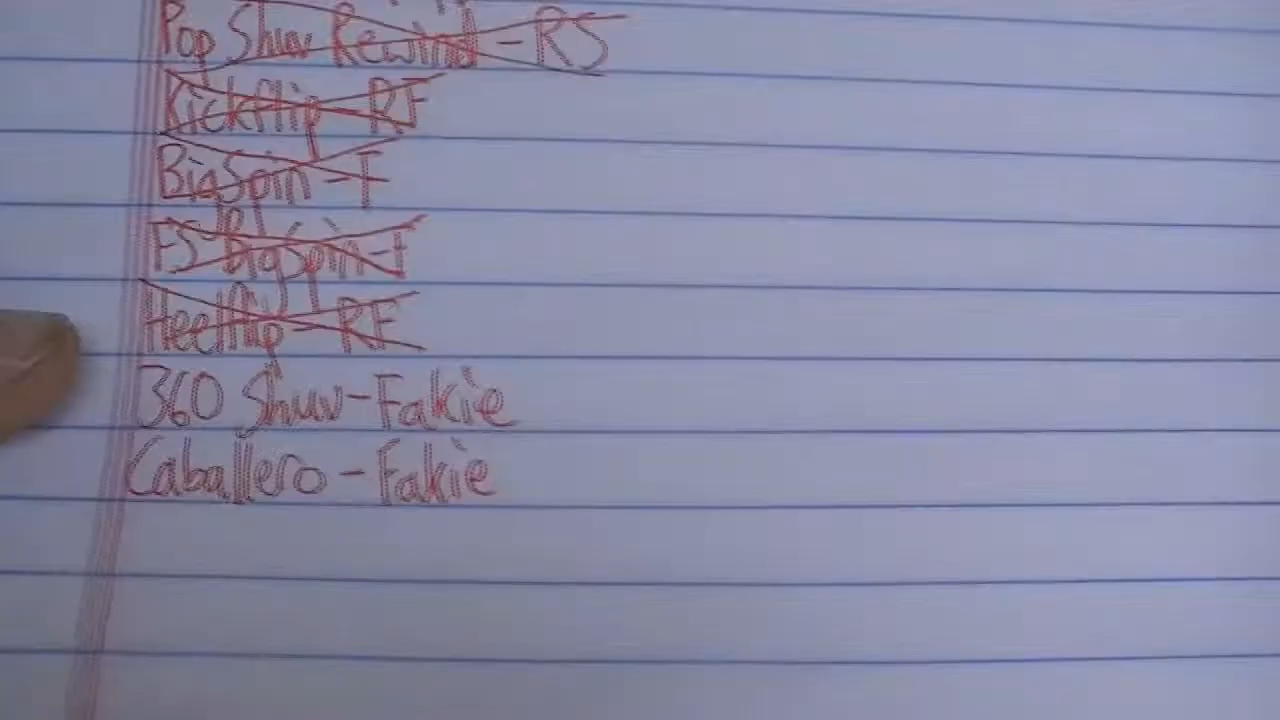 Pop Shuv Rewind - RS
Kickflip - RF
BigSpin - F
FS BigSpin - F
Heelflip - RF
360 Shuv - Fakie
Caballero - Fakie